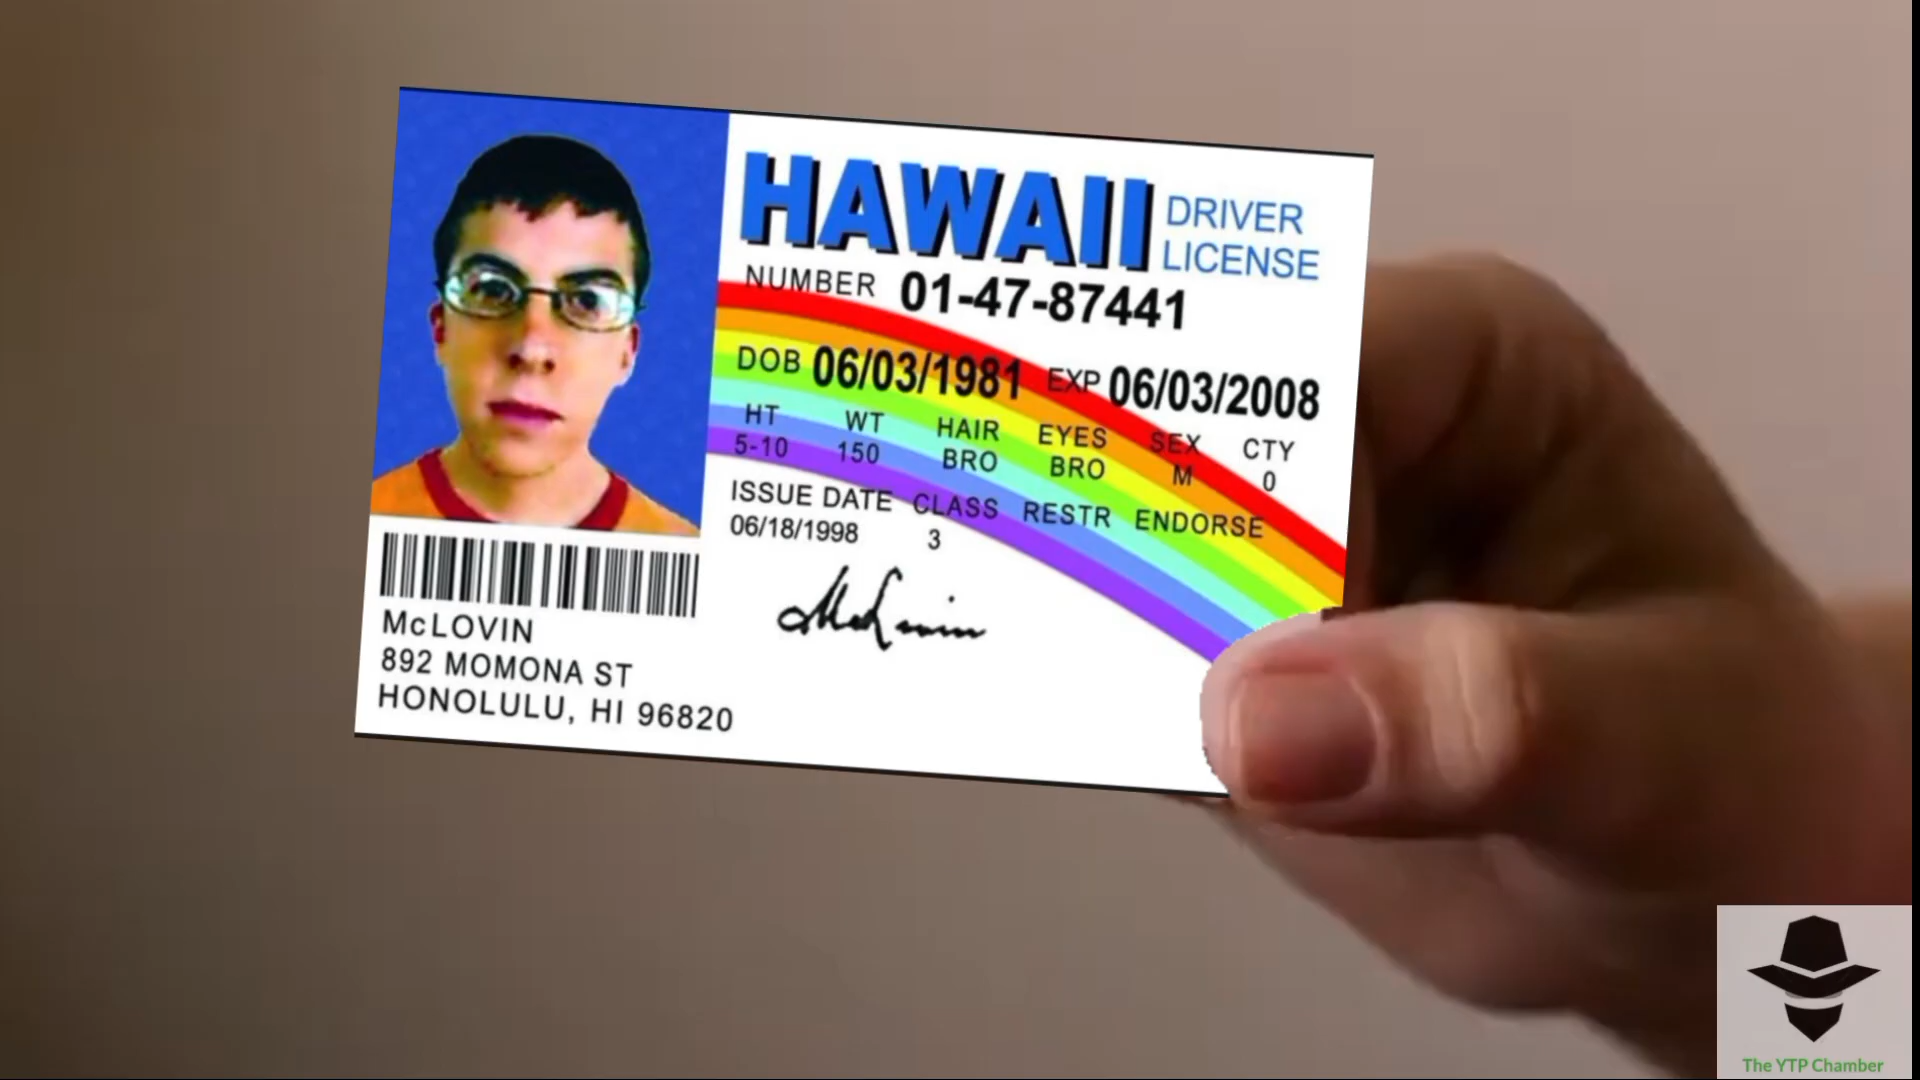 HAWAII DRIVER LICENSE
NUMBER 01-47-87441
DOB 06/03/1981 EXP 06/03/2008
HT WT HAIR EYES SEX CTY
5-10 150 BRO BRO M 0
ISSUE DATE CLASS RESTR ENDORSE
06/18/1998 3
McLovin
McLOVIN
892 MOMONA ST
HONOLULU, HI 96820
The YTP Chamber